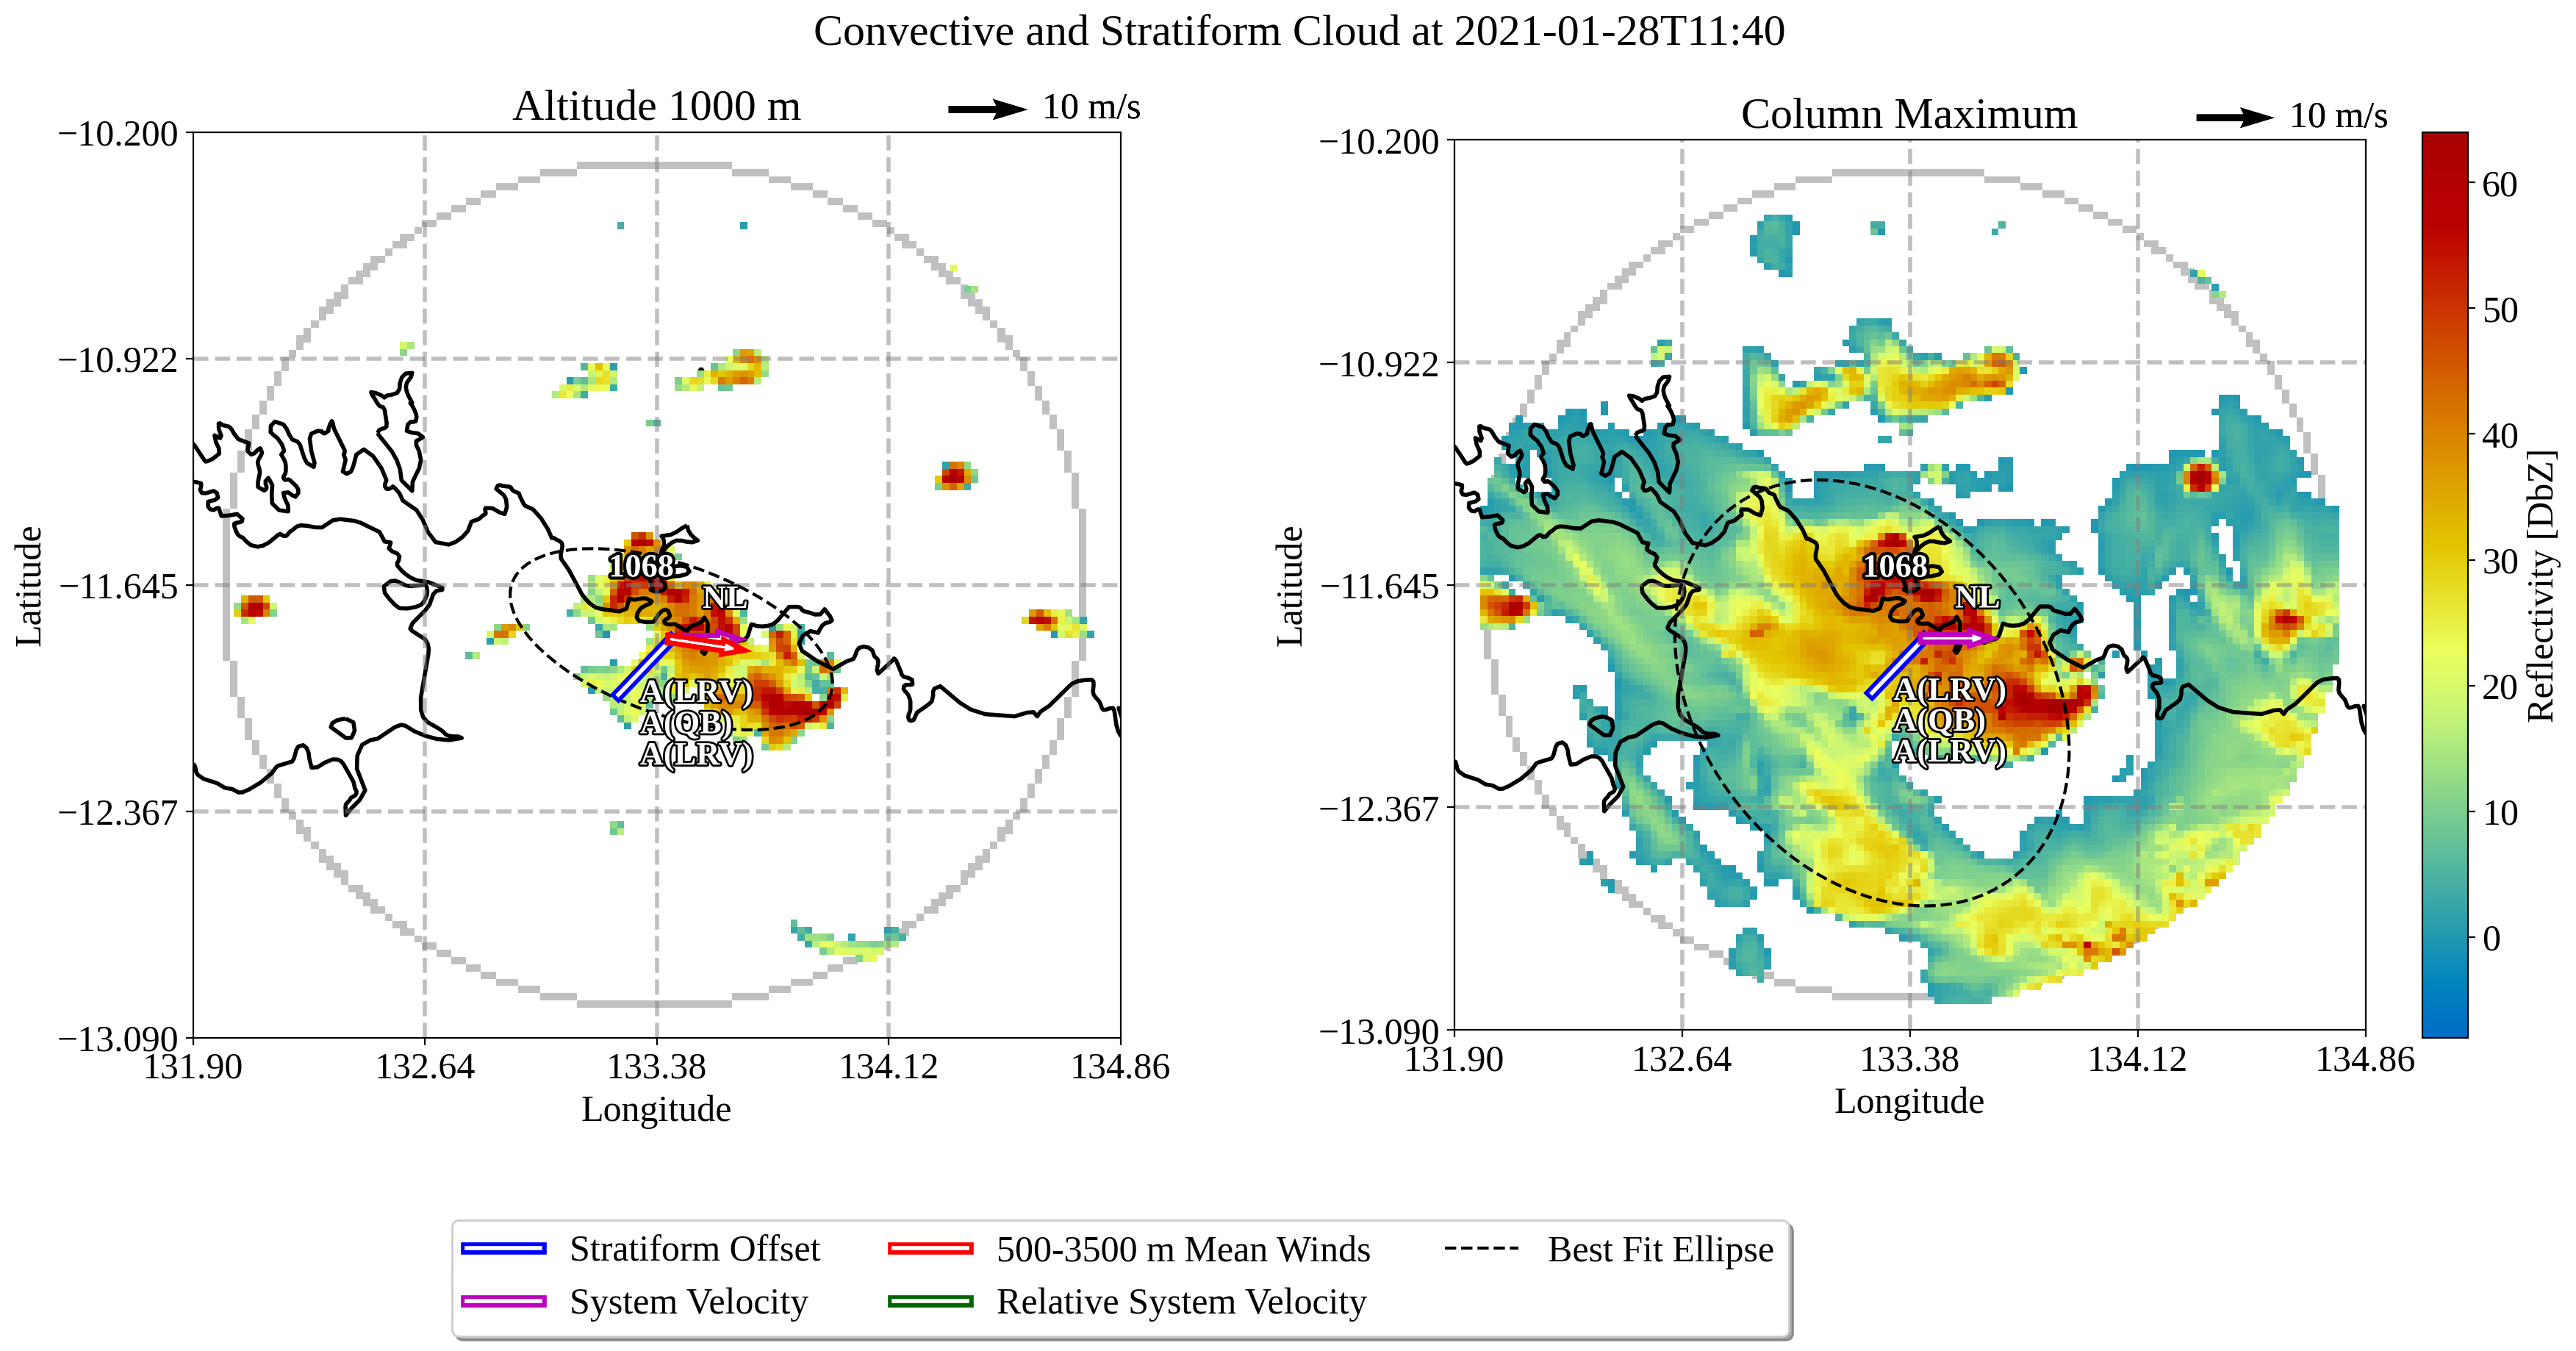 Convective and Stratiform Cloud at 2021-01-28T11:40
Altitude 1000 m
10 m/s
−10.200
−10.922
−11.645
−12.367
−13.090
Latitude
1068
NL
A(LRV)
A(QB)
A(LRV)
131.90
132.64
133.38
134.12
134.86
Longitude
Column Maximum
10 m/s
−10.200
−10.922
−11.645
−12.367
−13.090
Latitude
1068
NL
A(LRV)
A(QB)
A(LRV)
131.90
132.64
133.38
134.12
134.86
Longitude
60
50
40
30
20
10
0
Reflectivity [DbZ]
Stratiform Offset
System Velocity
500-3500 m Mean Winds
Relative System Velocity
Best Fit Ellipse